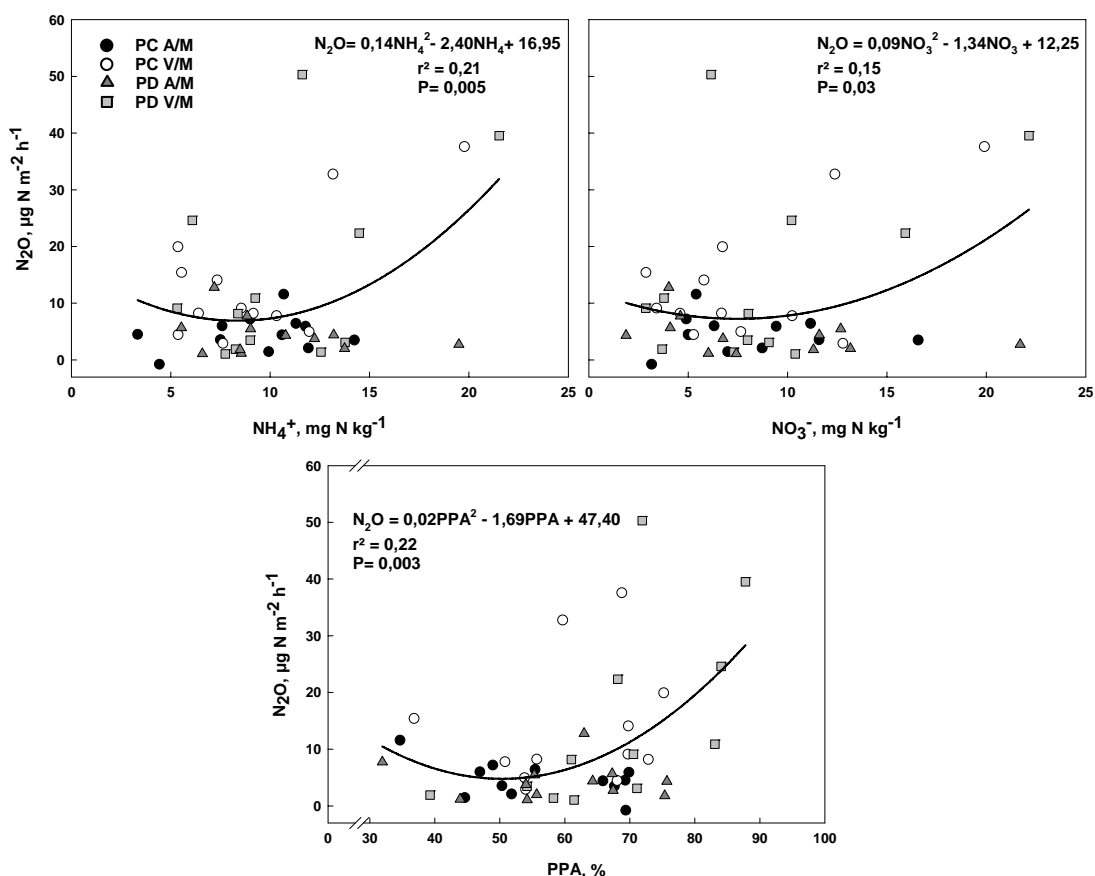 PC A/M
PC V/M
PD A/M
PD V/M
N₂O= 0,14NH₄²- 2,40NH₄+ 16,95
r² = 0,21
P= 0,005
N₂O, µg N m⁻² h⁻¹
60
50
40
30
20
10
0
0 5 10 15 20 25
NH₄⁺, mg N kg⁻¹
N₂O = 0,09NO₃² - 1,34NO₃ + 12,25
r² = 0,15
P= 0,03
0 5 10 15 20 25
NO₃⁻, mg N kg⁻¹
N₂O = 0,02PPA² - 1,69PPA + 47,40
r² = 0,22
P= 0,003
N₂O, µg N m⁻² h⁻¹
60
50
40
30
20
10
0
0 30 40 50 60 70 80 90 100
PPA, %